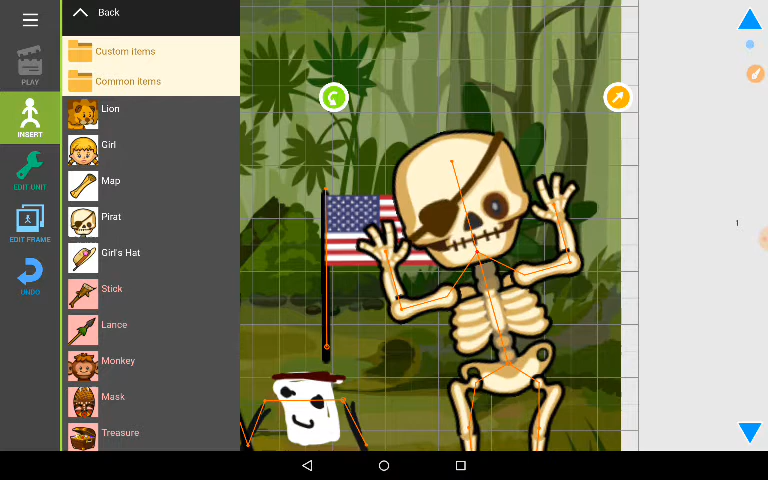 Back
PLAY
INSERT
EDIT UNIT
EDIT FRAME
UNDO
Custom items
Common items
Lion
Girl
Map
Pirat
Girl's Hat
Stick
Lance
Monkey
Mask
Treasure
1